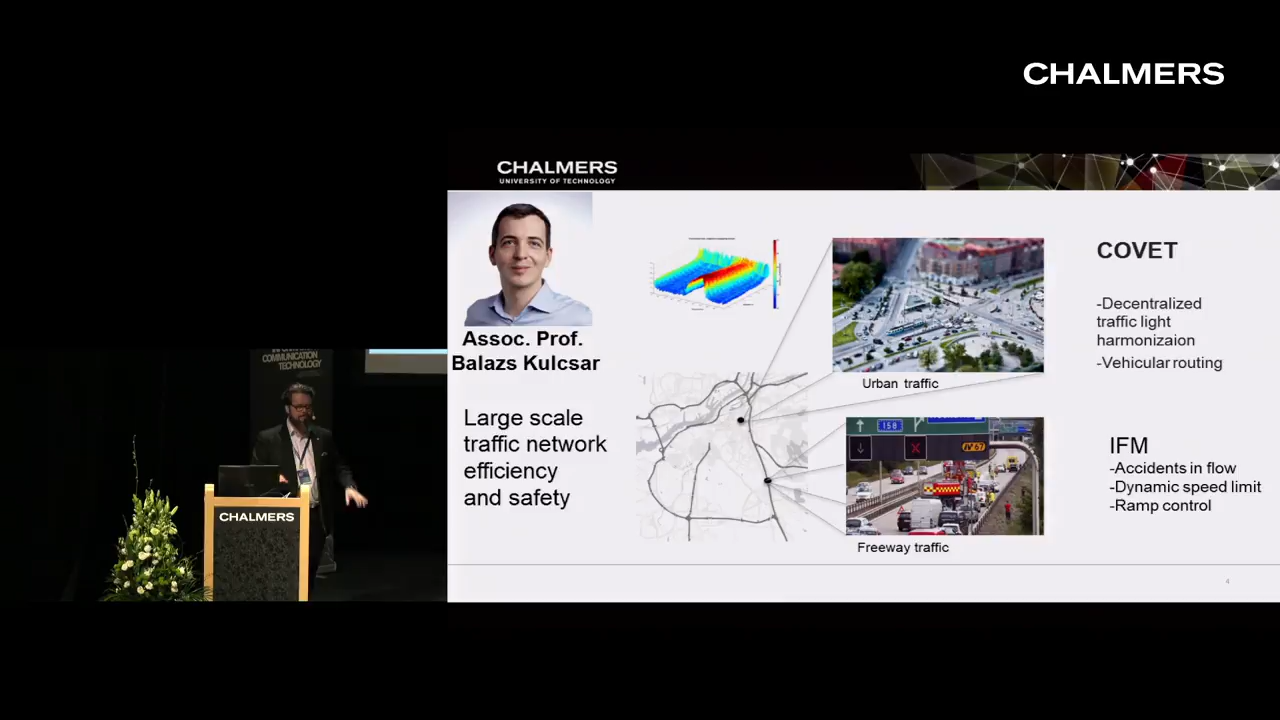 CHALMERS
CHALMERS
UNIVERSITY OF TECHNOLOGY
Assoc. Prof.
Balazs Kulcsar
Large scale
traffic network
efficiency
and safety
Urban traffic
158
Freeway traffic
COVET
-Decentralized
traffic light
harmonizaion
-Vehicular routing
IFM
-Accidents in flow
-Dynamic speed limit
-Ramp control
4
COMMUNICATION
TECHNOLOGY
CHALMERS